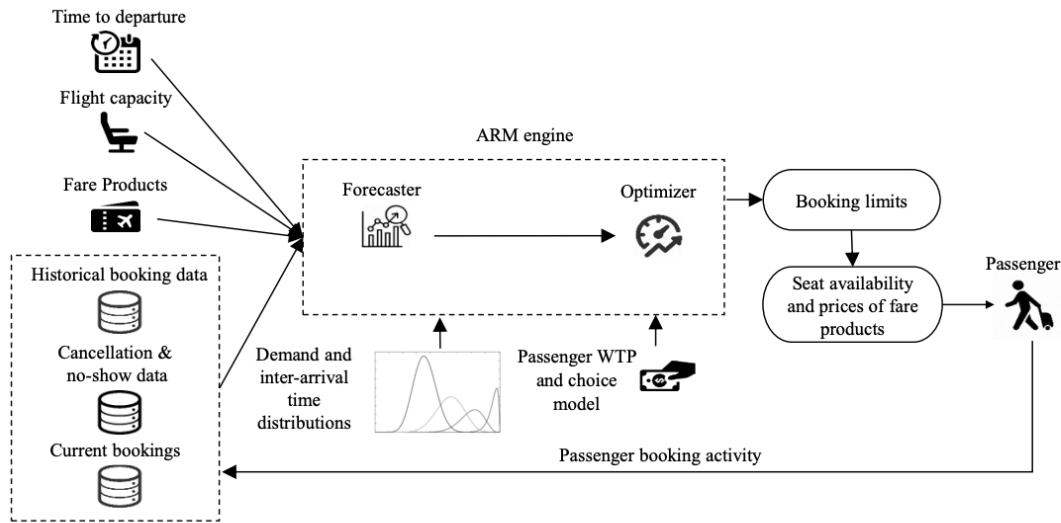 Time to departure
Flight capacity
Fare Products
Historical booking data
Cancellation &
no-show data
Current bookings
ARM engine
Forecaster
Optimizer
Demand and
inter-arrival
time
distributions
Passenger WTP
and choice
model
Booking limits
Seat availability
and prices of fare
products
Passenger
Passenger booking activity